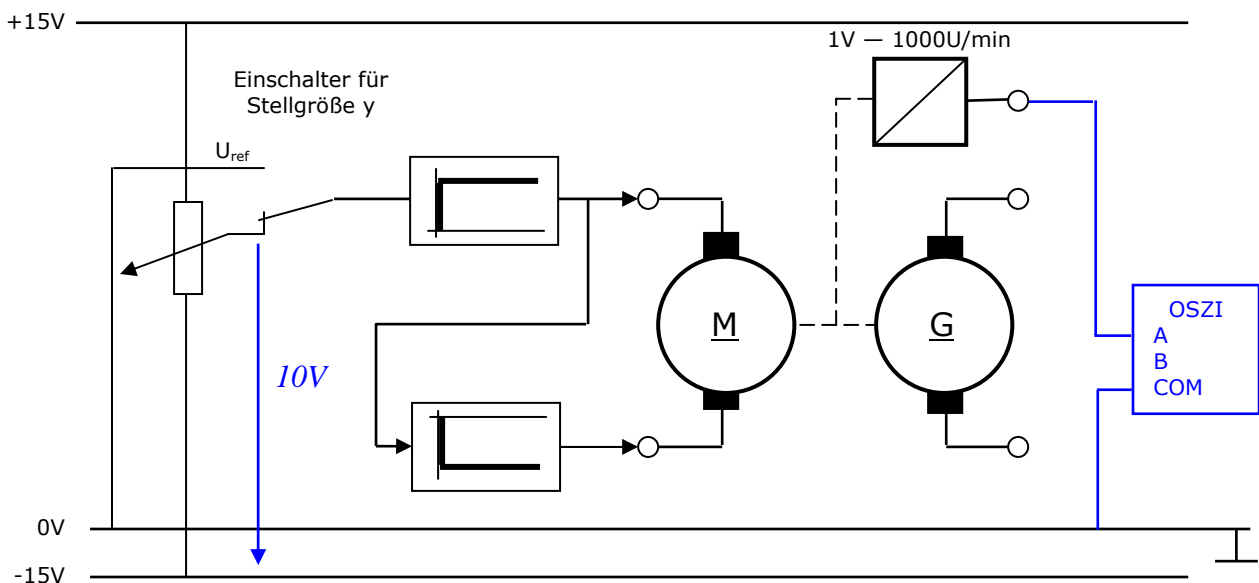 +15V
1V — 1000U/min
Einschalter für
Stellgröße y
Uref
M
G
OSZI
A
B
COM
10V
0V
-15V